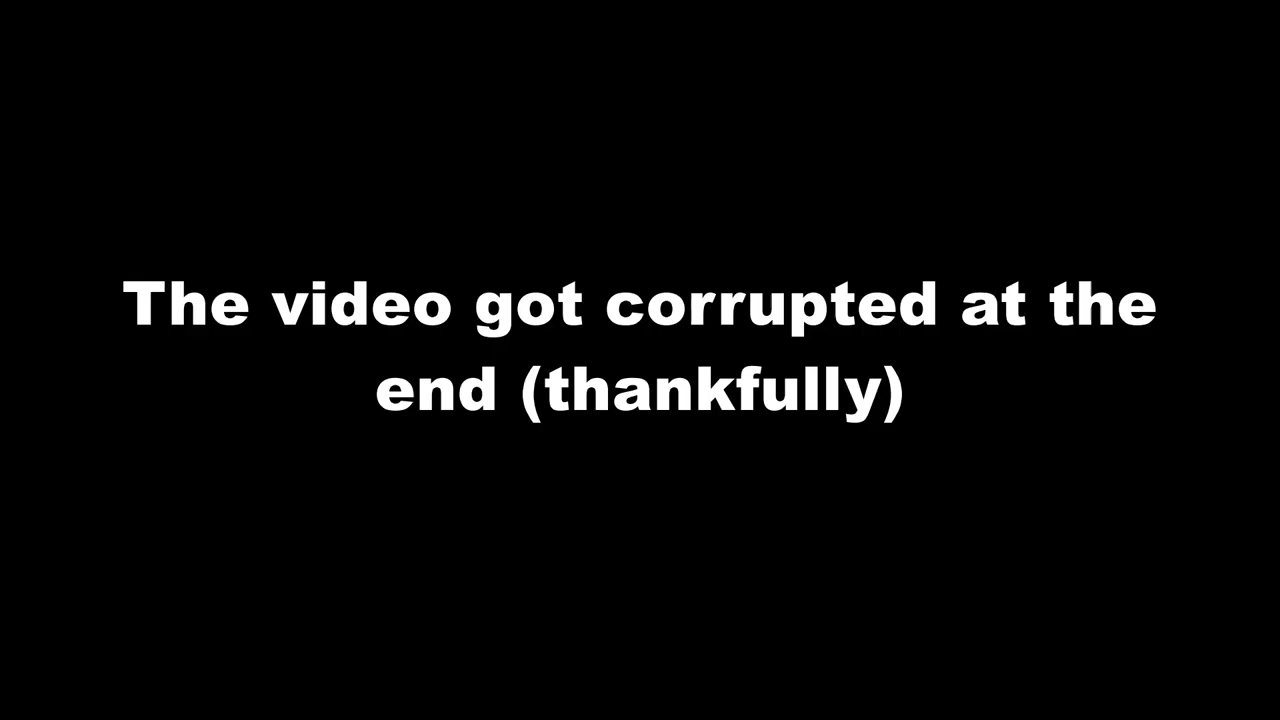 The video got corrupted at the
end (thankfully)